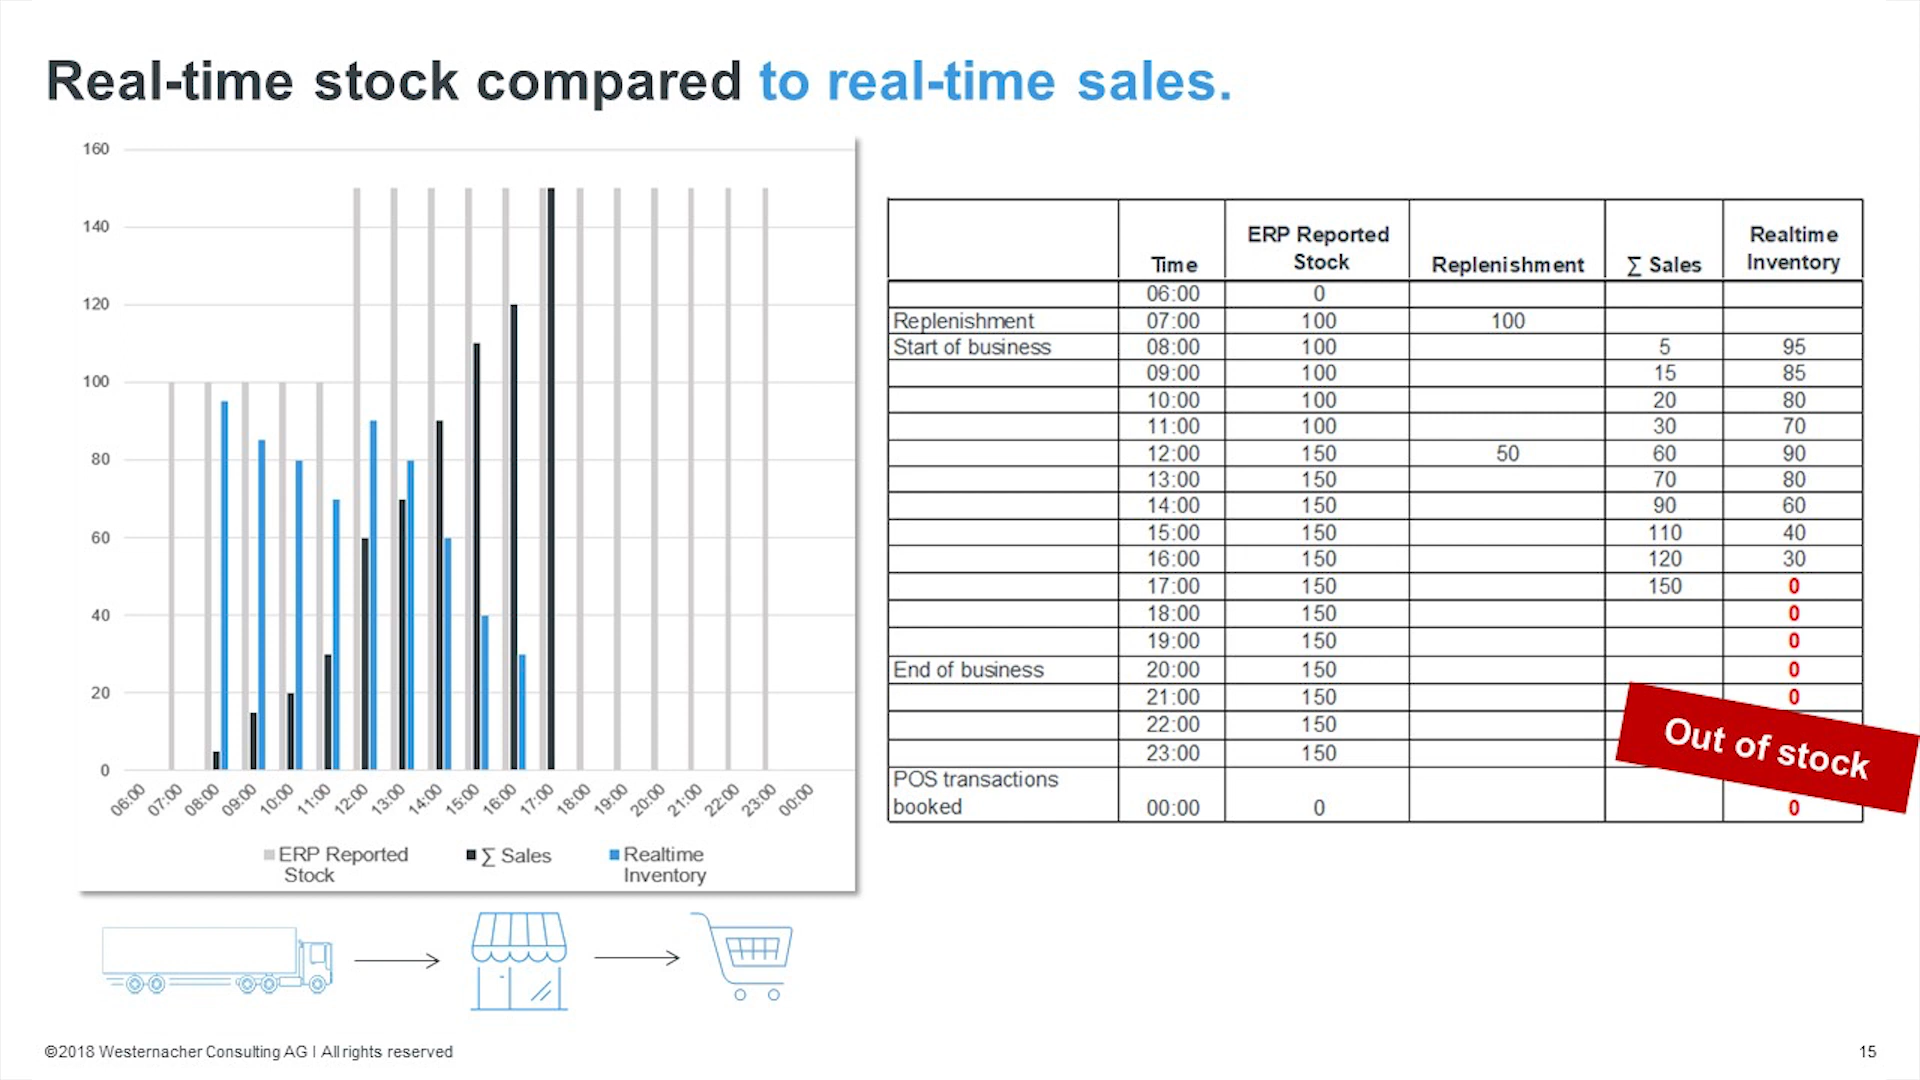 Real-time stock compared to real-time sales.
160
140
120
100
80
60
40
20
0
06:00 07:00 08:00 09:00 10:00 11:00 12:00 13:00 14:00 15:00 16:00 17:00 18:00 19:00 20:00 21:00 22:00 23:00 00:00
ERP Reported Stock
∑ Sales
Realtime Inventory
Time ERP Reported Stock Replenishment ∑ Sales Realtime Inventory
06:00 0
Replenishment 07:00 100 100
Start of business 08:00 100 5 95
09:00 100 15 85
10:00 100 20 80
11:00 100 30 70
12:00 150 50 60 90
13:00 150 70 80
14:00 150 90 60
15:00 150 110 40
16:00 150 120 30
17:00 150 150 0
18:00 150 0
19:00 150 0
End of business 20:00 150 0
21:00 150 0
22:00 150
23:00 150
POS transactions booked 00:00 0 0
Out of stock
©2018 Westernacher Consulting AG I All rights reserved
15